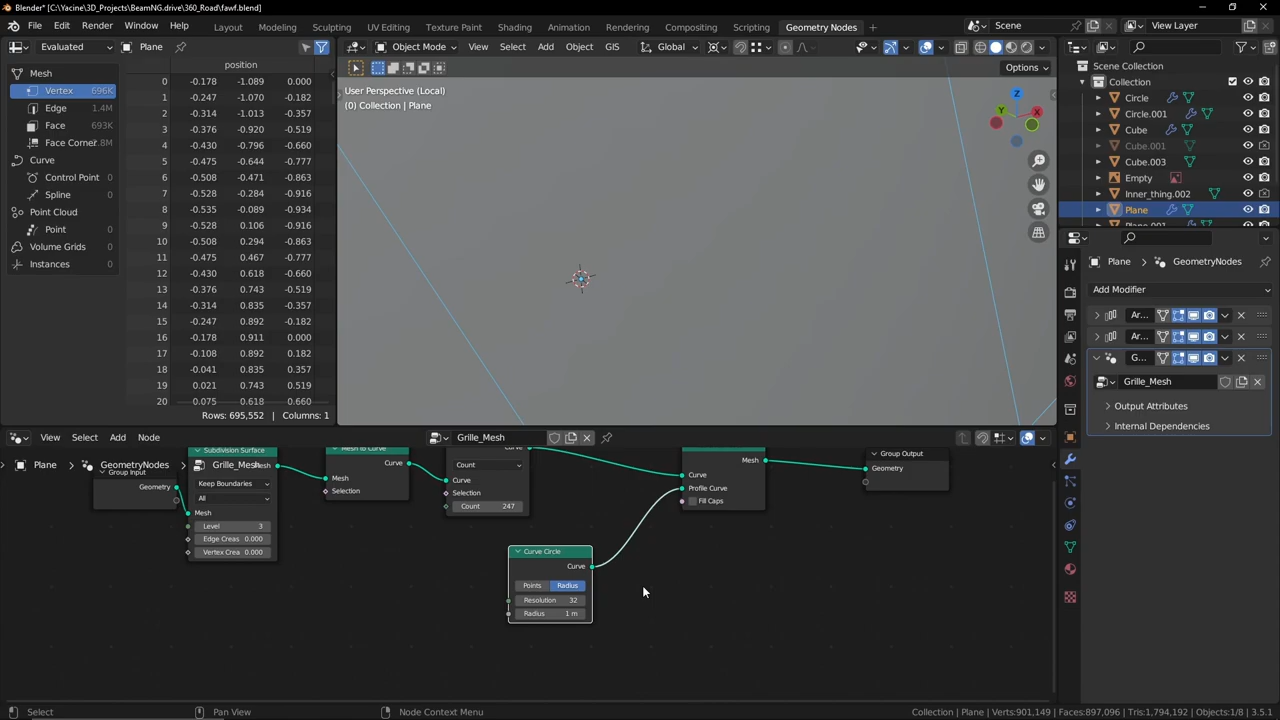 Blender* [C:\Yacine\3D_Projects\BeamNG.drive\360_Road\fawf.blend]
File Edit Render Window Help Layout Modeling Sculpting UV Editing Texture Paint Shading Animation Rendering Compositing Scripting Geometry Nodes + Scene View Layer
Evaluated Plane Object Mode View Select Add Object GIS Global
Options
position
Mesh
Vertex 696K
Edge 1.4M
Face 693K
Face Corner
Curve
Control Point 0
Spline 0
Point Cloud
Point 0
Volume Grids
Instances 0
0 -0.178 -1.089 0.000
1 -0.247 -1.070 -0.182
2 -0.314 -1.013 -0.357
3 -0.376 -0.920 -0.519
4 -0.430 -0.796 -0.660
5 -0.475 -0.644 -0.777
6 -0.508 -0.471 -0.863
7 -0.528 -0.284 -0.916
8 -0.535 -0.089 -0.934
9 -0.528 0.106 -0.916
10 -0.508 0.294 -0.863
11 -0.475 0.467 -0.777
12 -0.430 0.618 -0.660
13 -0.376 0.743 -0.519
14 -0.314 0.835 -0.357
15 -0.247 0.892 -0.182
16 -0.178 0.911 0.000
17 -0.108 0.892 0.182
18 -0.041 0.835 0.357
19 0.021 0.743 0.519
20 0.075 0.618 0.660
Rows: 695,552 | Columns: 1
User Perspective (Local)
(0) Collection | Plane
Z
Y
X
Scene Collection
Collection
Circle
Circle.001
Cube
Cube.001
Cube.003
Empty
Inner_thing.002
Plane
Plane.001
Plane > GeometryNodes
Add Modifier
Ar...
Ar...
G...
Grille_Mesh
Output Attributes
Internal Dependencies
View Select Add Node Grille_Mesh
Plane > GeometryNodes > Grille_Mesh
Group Input
Geometry
Subdivision Surface
Mesh
Keep Boundaries
All
Mesh
Level 3
Edge Creas 0.000
Vertex Crea 0.000
Mesh to Curve
Curve
Mesh
Selection
Curve
Count
Curve
Selection
Count 247
Curve Circle
Curve
Points Radius
Resolution 32
Radius 1 m
Mesh
Curve
Profile Curve
Fill Caps
Group Output
Geometry
Select Pan View Node Context Menu Collection | Plane | Verts:901,149 | Faces:897,096 | Tris:1,794,192 | Objects:1/8 | 3.5.1